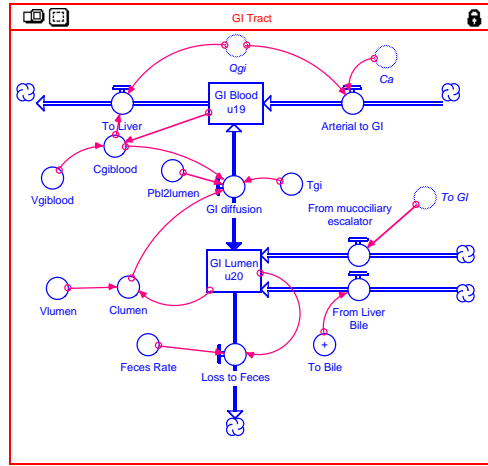 GI Tract
Qgi
Ca
GI Blood
u19
To Liver
Arterial to GI
Cgiblood
Vgiblood
Pbl2lumen
Tgi
GI diffusion
To GI
From mucociliary
escalator
GI Lumen
u20
Vlumen
Clumen
From Liver
Bile
Feces Rate
Loss to Feces
+
To Bile